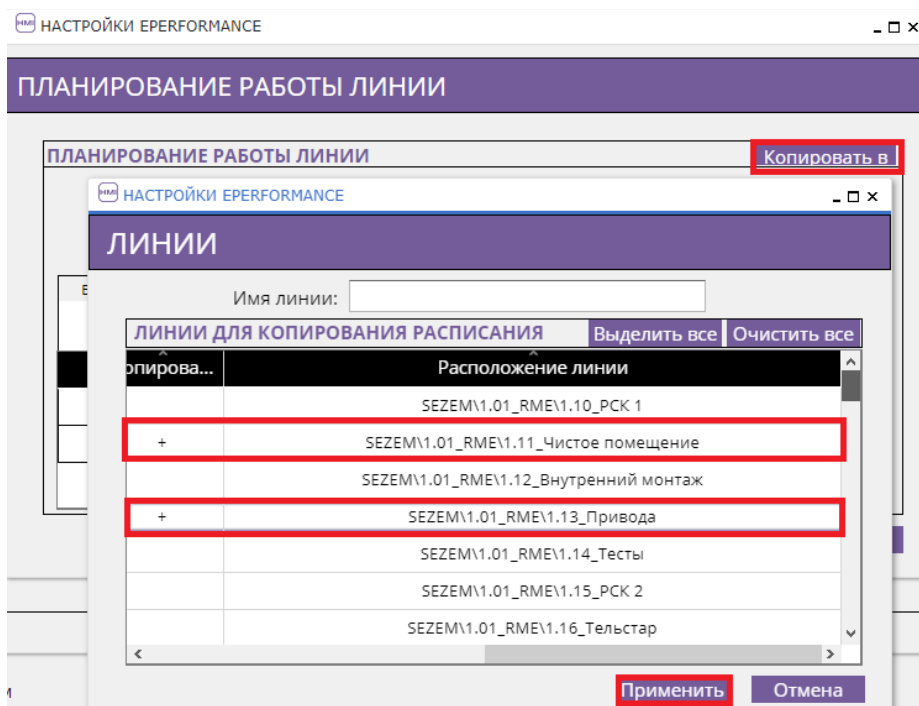 HMI НАСТРОЙКИ EPERFORMANCE
ПЛАНИРОВАНИЕ РАБОТЫ ЛИНИИ
ПЛАНИРОВАНИЕ РАБОТЫ ЛИНИИ
Копировать в
HMI НАСТРОЙКИ EPERFORMANCE
ЛИНИИ
Имя линии:
ЛИНИИ ДЛЯ КОПИРОВАНИЯ РАСПИСАНИЯ
Выделить все Очистить все
опирова... Расположение линии
SEZEM\1.01_RME\1.10_РСК 1
+ SEZEM\1.01_RME\1.11_Чистое помещение
SEZEM\1.01_RME\1.12_Внутренний монтаж
+ SEZEM\1.01_RME\1.13_Привода
SEZEM\1.01_RME\1.14_Тесты
SEZEM\1.01_RME\1.15_РСК 2
SEZEM\1.01_RME\1.16_Тельстар
Применить Отмена